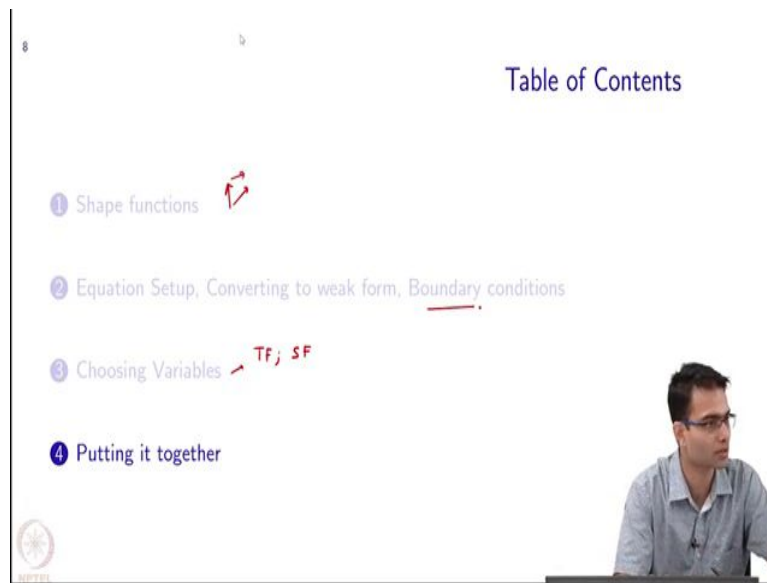 8
Table of Contents
1 Shape functions
2 Equation Setup, Converting to weak form, Boundary conditions
3 Choosing Variables TF; SF
4 Putting it together
NPTEL